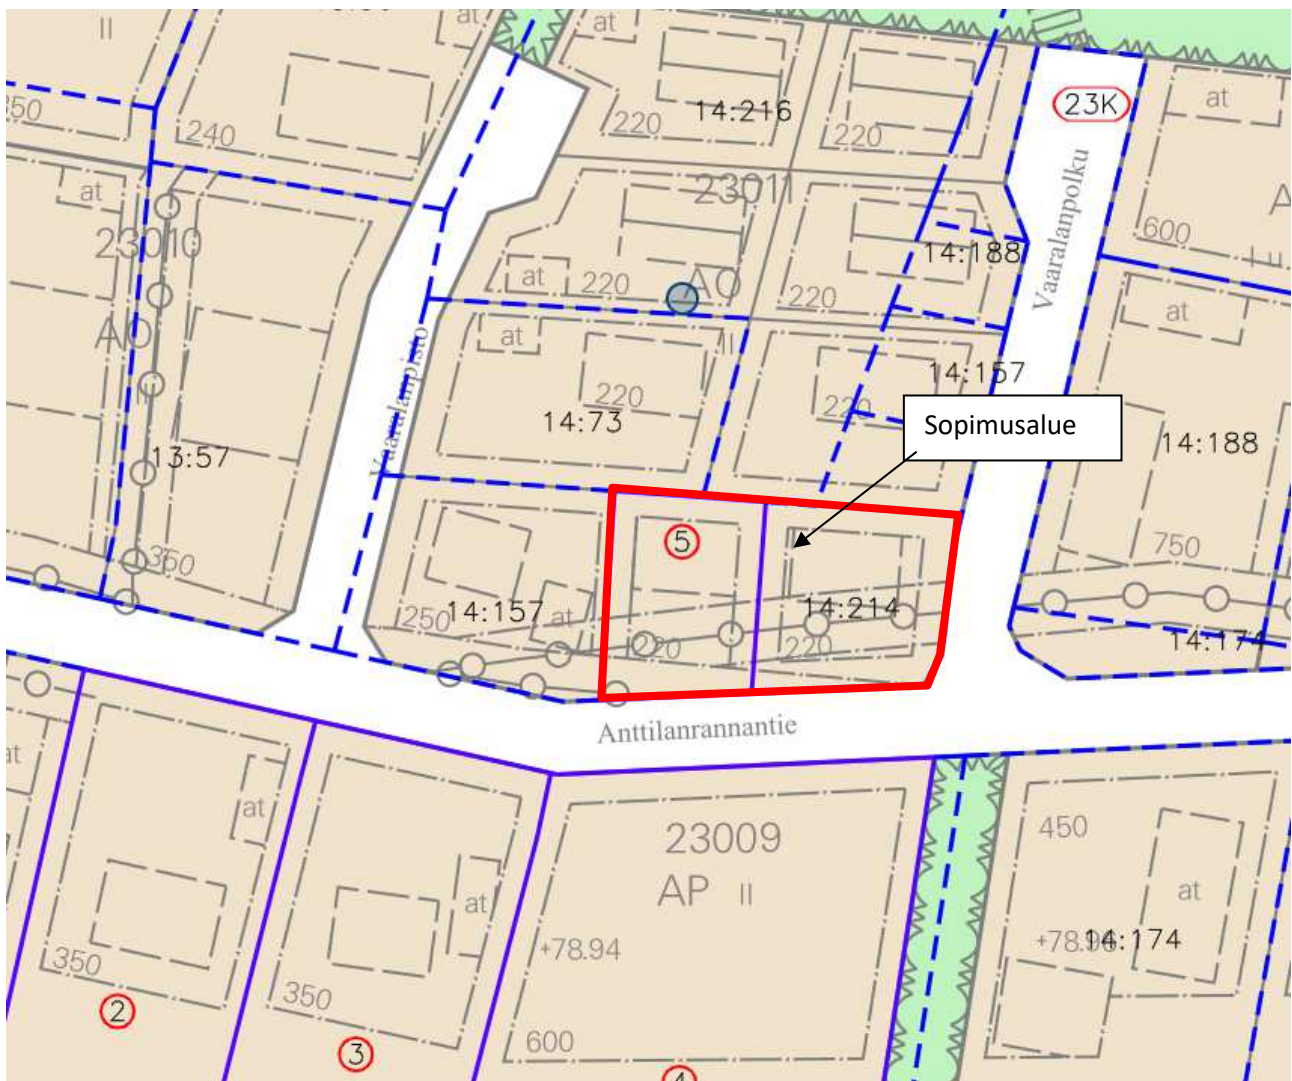 II
at
at
14:216
23K
at
350
240
220
220
at
23010
23011
14:188
600
Vaaralanpolku
at
220
AO
220
AO
at
II
at
Vaaralanpisto
220
14:157
220
14:73
Sopimusalue
13:57
14:188
5
350
750
250
14:157
at
14:214
220
220
14:174
Anttilanrannantie
at
at
23009
AP II
450
at
at
+78.94
14:174
350
350
2
3
600
4